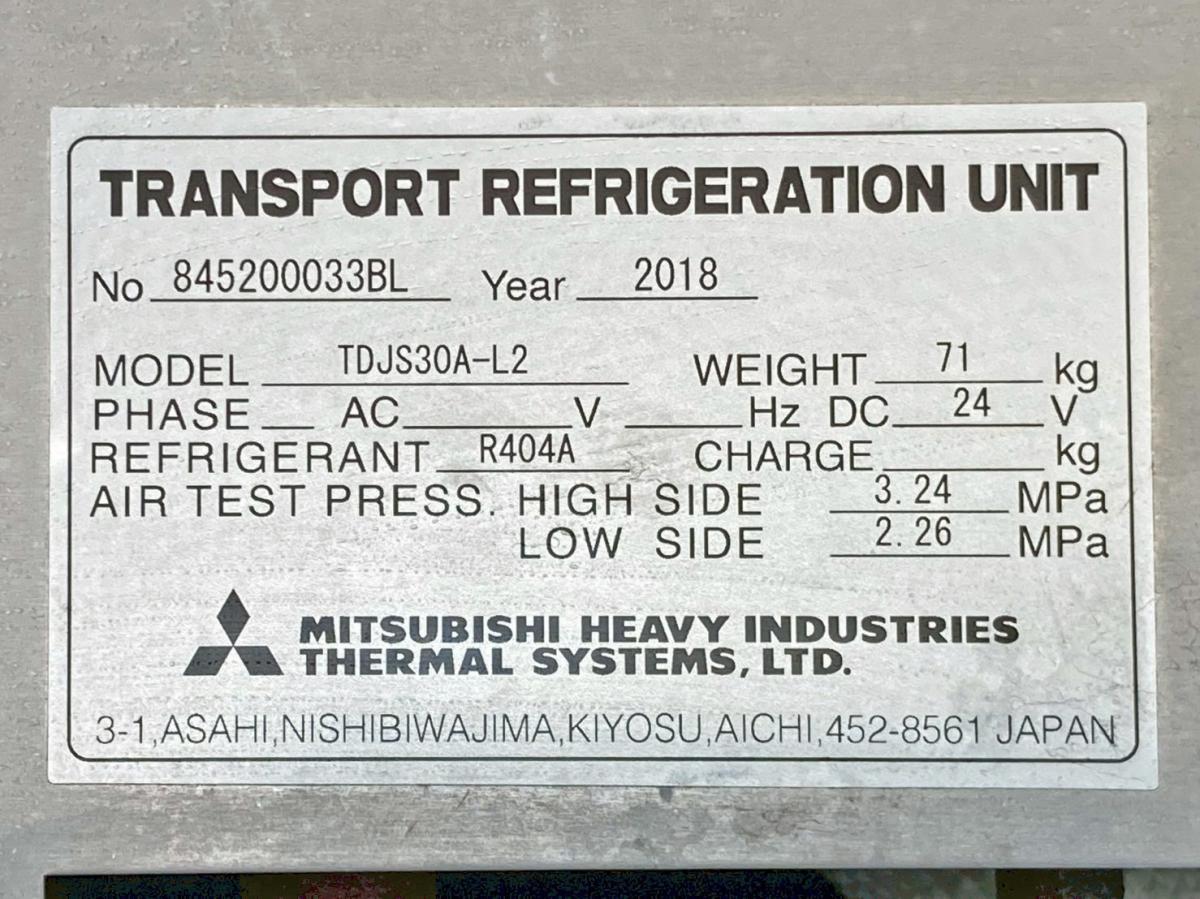 TRANSPORT REFRIGERATION UNIT
No 845200033BL Year 2018
MODEL TDJS30A-L2 WEIGHT 71 kg
PHASE AC V Hz DC 24 V
REFRIGERANT R404A CHARGE kg
AIR TEST PRESS. HIGH SIDE 3.24 MPa
LOW SIDE 2.26 MPa
MITSUBISHI HEAVY INDUSTRIES
THERMAL SYSTEMS, LTD.
3-1,ASAHI,NISHIBIWAJIMA,KIYOSU,AICHI,452-8561 JAPAN